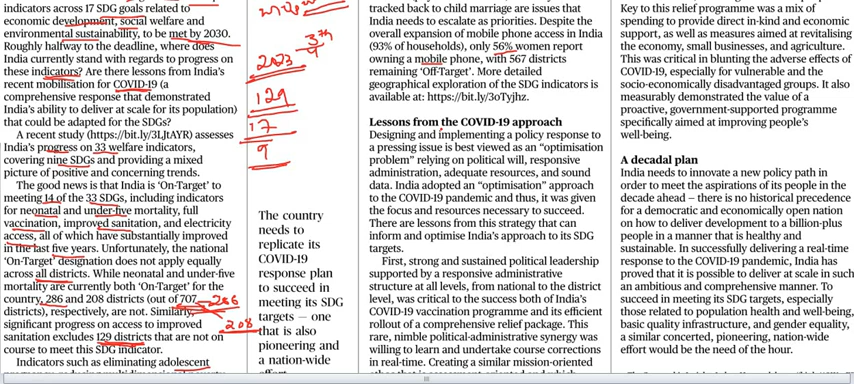 indicators across 17 SDG goals related to
economic development, social welfare and
environmental sustainability, to be met by 2030.
Roughly halfway to the deadline, where does
India currently stand with regards to progress on
these indicators? Are there lessons from India's
recent mobilisation for COVID-19 (a
comprehensive response that demonstrated
India's ability to deliver at scale for its population)
that could be adapted for the SDGs?
A recent study (https://bit.ly/3LJtAYR) assesses
India's progress on 33 welfare indicators,
covering nine SDGs and providing a mixed
picture of positive and concerning trends.
The good news is that India is 'On-Target' to
meeting 14 of the 33 SDGs, including indicators
for neonatal and under-five mortality, full
vaccination, improved sanitation, and electricity
access, all of which have substantially improved
in the last five years. Unfortunately, the national
'On-Target' designation does not apply equally
across all districts. While neonatal and under-five
mortality are currently both 'On-Target' for the
country, 286 and 208 districts (out of 707
districts), respectively, are not. Similarly,
significant progress on access to improved
sanitation excludes 129 districts that are not on
course to meet this SDG indicator.
Indicators such as eliminating adolescent
2023
129
17
9
286
208
The country
needs to
replicate its
COVID-19
response plan
to succeed in
meeting its SDG
targets — one
that is also
pioneering and
a nation-wide
effort
tracked back to child marriage are issues that
India needs to escalate as priorities. Despite the
overall expansion of mobile phone access in India
(93% of households), only 56% women report
owning a mobile phone, with 567 districts
remaining 'Off-Target'. More detailed
geographical exploration of the SDG indicators is
available at: https://bit.ly/3oTyjhz.
Lessons from the COVID-19 approach
Designing and implementing a policy response to
a pressing issue is best viewed as an "optimisation
problem" relying on political will, responsive
administration, adequate resources, and sound
data. India adopted an "optimisation" approach
to the COVID-19 pandemic and thus, it was given
the focus and resources necessary to succeed.
There are lessons from this strategy that can
inform and optimise India's approach to its SDG
targets.
First, strong and sustained political leadership
supported by a responsive administrative
structure at all levels, from national to the district
level, was critical to the success both of India's
COVID-19 vaccination programme and its efficient
rollout of a comprehensive relief package. This
rare, nimble political-administrative synergy was
willing to learn and undertake course corrections
in real-time. Creating a similar mission-oriented
Key to this relief programme was a mix of
spending to provide direct in-kind and economic
support, as well as measures aimed at revitalising
the economy, small businesses, and agriculture.
This was critical in blunting the adverse effects of
COVID-19, especially for vulnerable and the
socio-economically disadvantaged groups. It also
measurably demonstrated the value of a
proactive, government-supported programme
specifically aimed at improving people's
well-being.
A decadal plan
India needs to innovate a new policy path in
order to meet the aspirations of its people in the
decade ahead – there is no historical precedence
for a democratic and economically open nation
on how to deliver development to a billion-plus
people in a manner that is healthy and
sustainable. In successfully delivering a real-time
response to the COVID-19 pandemic, India has
proved that it is possible to deliver at scale in such
an ambitious and comprehensive manner. To
succeed in meeting its SDG targets, especially
those related to population health and well-being,
basic quality infrastructure, and gender equality,
a similar concerted, pioneering, nation-wide
effort would be the need of the hour.